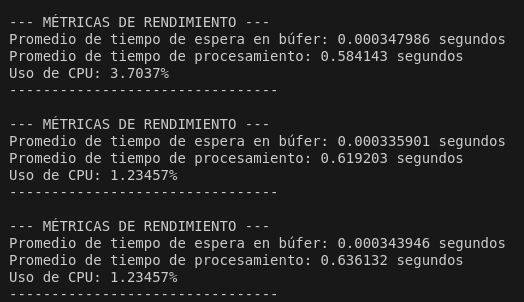 --- MÉTRICAS DE RENDIMIENTO ---
Promedio de tiempo de espera en búfer: 0.000347986 segundos
Promedio de tiempo de procesamiento: 0.584143 segundos
Uso de CPU: 3.7037%
--------------------------------
--- MÉTRICAS DE RENDIMIENTO ---
Promedio de tiempo de espera en búfer: 0.000335901 segundos
Promedio de tiempo de procesamiento: 0.619203 segundos
Uso de CPU: 1.23457%
--------------------------------
--- MÉTRICAS DE RENDIMIENTO ---
Promedio de tiempo de espera en búfer: 0.000343946 segundos
Promedio de tiempo de procesamiento: 0.636132 segundos
Uso de CPU: 1.23457%
--------------------------------